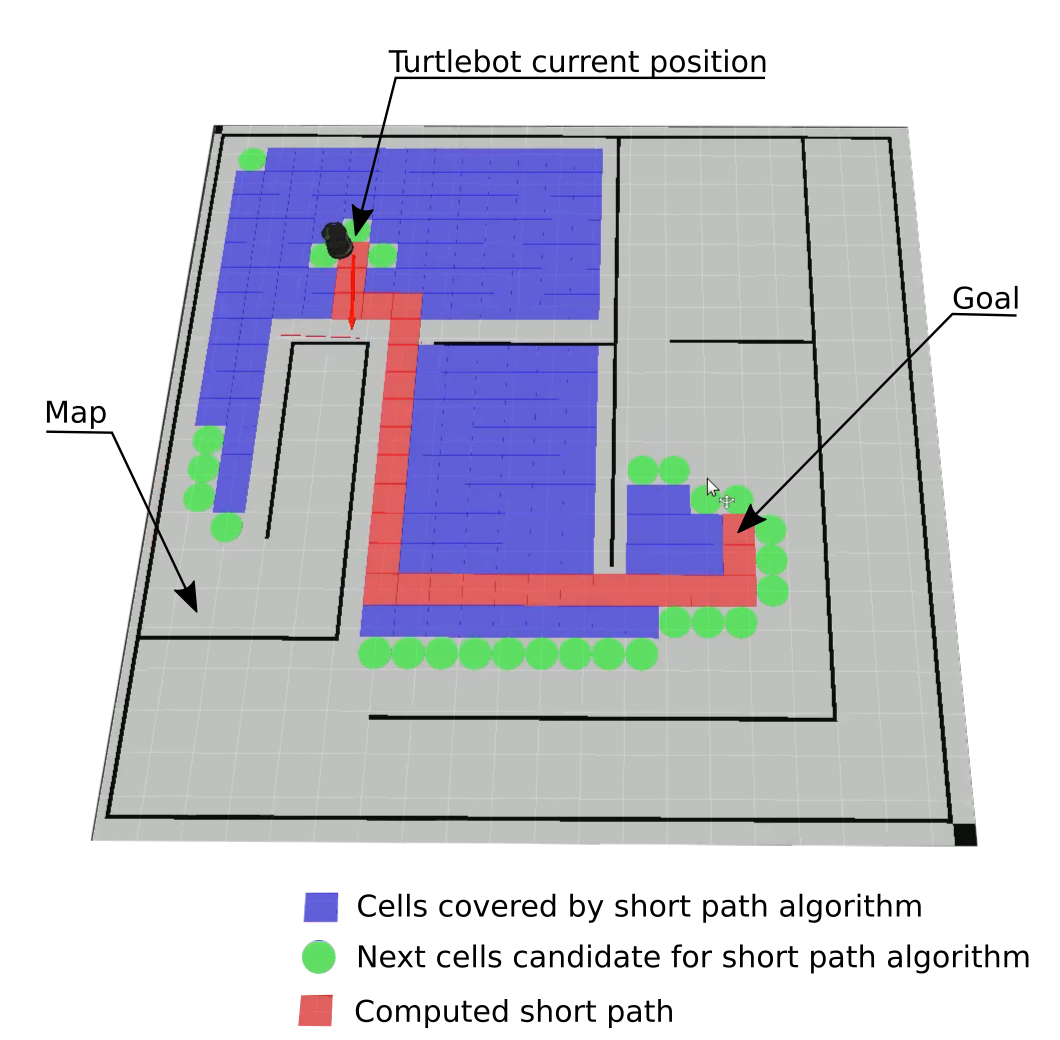 Turtlebot current position
Goal
Map
Cells covered by short path algorithm
Next cells candidate for short path algorithm
Computed short path